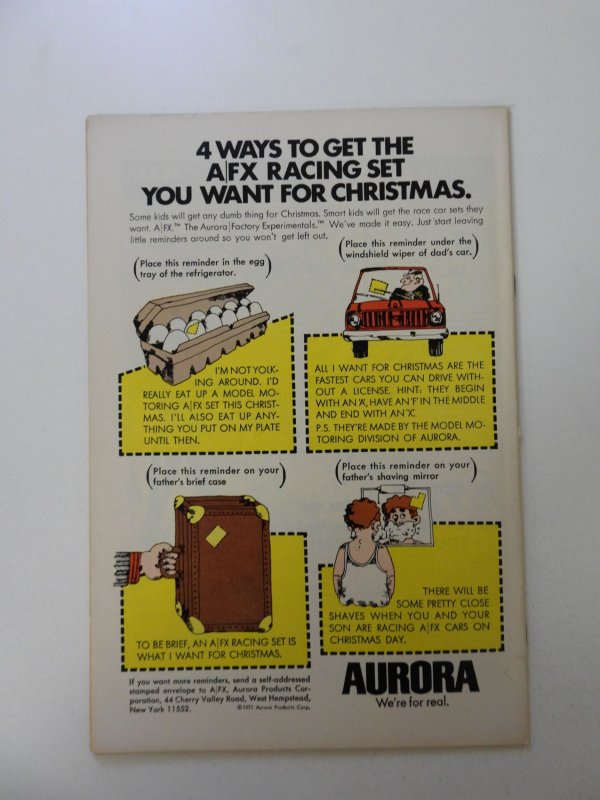 4 WAYS TO GET THE
A|FX RACING SET
YOU WANT FOR CHRISTMAS.
Some kids will get any dumb thing for Christmas. Smart kids will get the race car sets they
want. A|FX.™ The Aurora|Factory Experimentals.™ We've made it easy. Just start leaving
little reminders around so you won't get left out.
(Place this reminder in the egg
tray of the refrigerator.)
I'M NOT YOLK-
ING AROUND. I'D
REALLY EAT UP A MODEL MO-
TORING A|FX SET THIS CHRIST-
MAS. I'LL ALSO EAT UP ANY-
THING YOU PUT ON MY PLATE
UNTIL THEN.
(Place this reminder under the
windshield wiper of dad's car.)
ALL I WANT FOR CHRISTMAS ARE THE
FASTEST CARS YOU CAN DRIVE WITH-
OUT A LICENSE. HINT: THEY BEGIN
WITH AN 'A', HAVE AN 'F' IN THE MIDDLE
AND END WITH AN 'X'.
P.S. THEY'RE MADE BY THE MODEL MO-
TORING DIVISION OF AURORA.
(Place this reminder on your
father's brief case)
TO BE BRIEF, AN A|FX RACING SET IS
WHAT I WANT FOR CHRISTMAS.
(Place this reminder on your
father's shaving mirror)
THERE WILL BE
SOME PRETTY CLOSE
SHAVES WHEN YOU AND YOUR
SON ARE RACING A|FX CARS ON
CHRISTMAS DAY.
If you want more reminders, send a self-addressed
stamped envelope to A|FX, Aurora Products Cor-
poration, 44 Cherry Valley Road, West Hempstead,
New York 11552.
© 1971 Aurora Products Corp.
AURORA
We're for real.